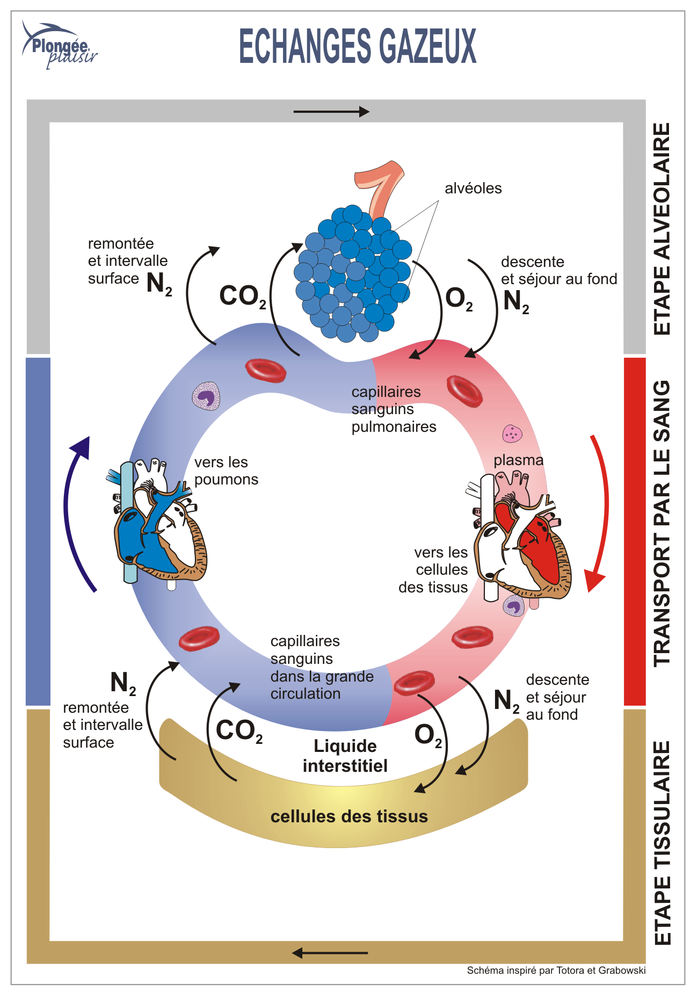 Plongée
plaisir
ECHANGES GAZEUX
ETAPE ALVEOLAIRE
alvéoles
remontée
et intervalle
surface N₂
CO₂
O₂
descente
et séjour au fond
N₂
capillaires
sanguins
pulmonaires
TRANSPORT PAR LE SANG
vers les
poumons
plasma
vers les
cellules
des tissus
capillaires
sanguins
dans la grande
circulation
N₂
remontée
et intervalle
surface
CO₂
O₂
N₂
descente
et séjour
au fond
Liquide
interstitiel
cellules des tissus
ETAPE TISSULAIRE
Schéma inspiré par Totora et Grabowski